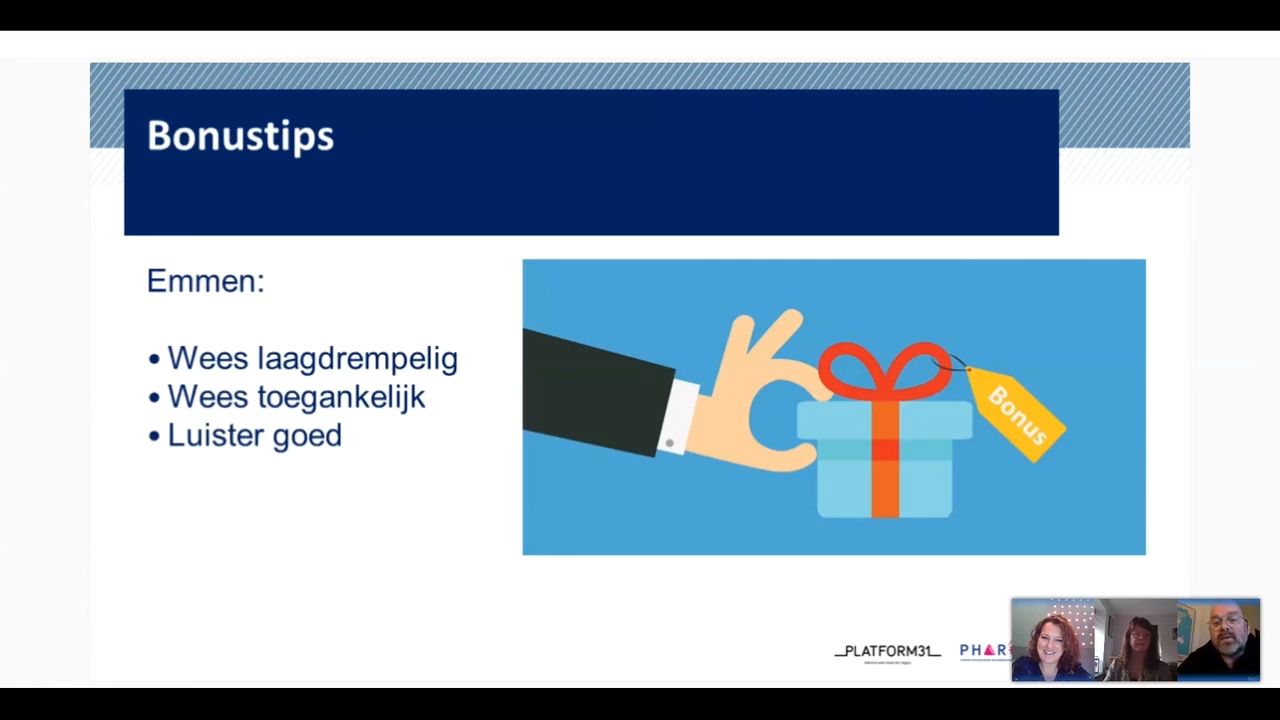 Bonustips
Emmen:
• Wees laagdrempelig
• Wees toegankelijk
• Luister goed
Bonus
PLATFORM31